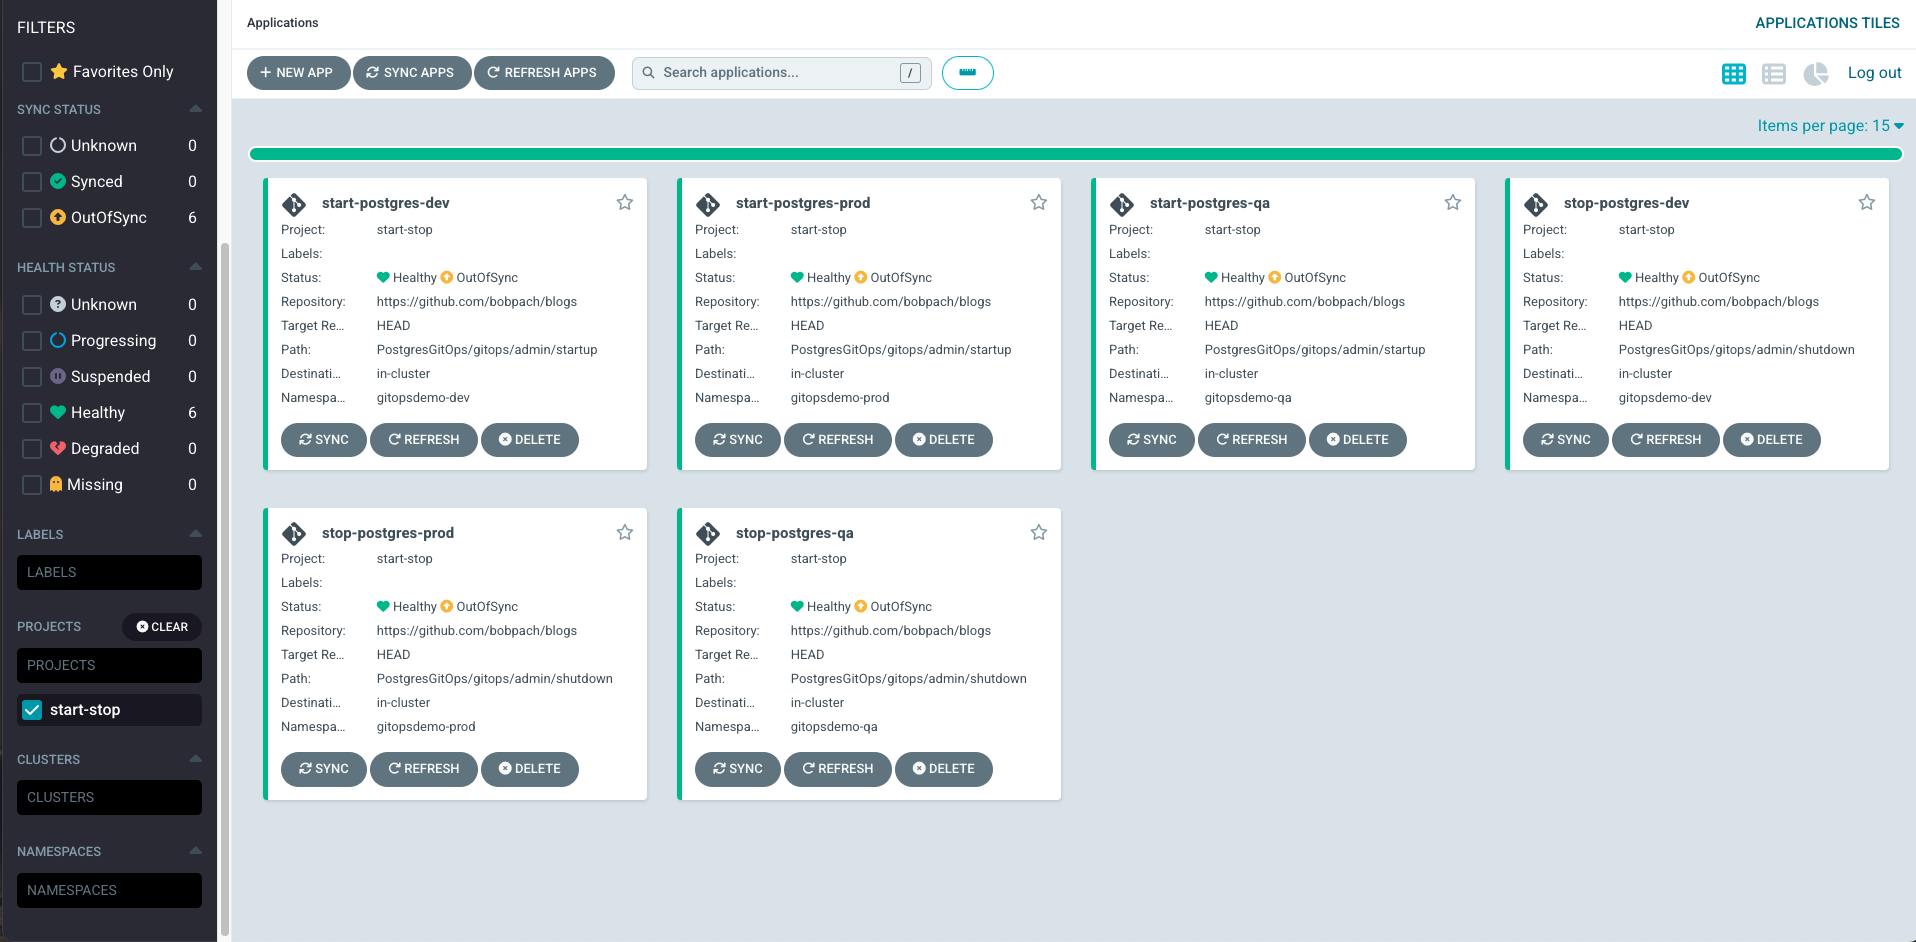 FILTERS
Favorites Only
SYNC STATUS
Unknown 0
Synced 0
OutOfSync 6
HEALTH STATUS
Unknown 0
Progressing 0
Suspended 0
Healthy 6
Degraded 0
Missing 0
LABELS
LABELS
PROJECTS CLEAR
PROJECTS
start-stop
CLUSTERS
CLUSTERS
NAMESPACES
NAMESPACES
Applications
APPLICATIONS TILES
NEW APP SYNC APPS REFRESH APPS Search applications... /
Log out
Items per page: 15
start-postgres-dev
Project: start-stop
Labels:
Status: Healthy OutOfSync
Repository: https://github.com/bobpach/blogs
Target Re... HEAD
Path: PostgresGitOps/gitops/admin/startup
Destinati... in-cluster
Namespa... gitopsdemo-dev
SYNC REFRESH DELETE
start-postgres-prod
Project: start-stop
Labels:
Status: Healthy OutOfSync
Repository: https://github.com/bobpach/blogs
Target Re... HEAD
Path: PostgresGitOps/gitops/admin/startup
Destinati... in-cluster
Namespa... gitopsdemo-prod
SYNC REFRESH DELETE
start-postgres-qa
Project: start-stop
Labels:
Status: Healthy OutOfSync
Repository: https://github.com/bobpach/blogs
Target Re... HEAD
Path: PostgresGitOps/gitops/admin/startup
Destinati... in-cluster
Namespa... gitopsdemo-qa
SYNC REFRESH DELETE
stop-postgres-dev
Project: start-stop
Labels:
Status: Healthy OutOfSync
Repository: https://github.com/bobpach/blogs
Target Re... HEAD
Path: PostgresGitOps/gitops/admin/shutdown
Destinati... in-cluster
Namespa... gitopsdemo-dev
SYNC REFRESH DELETE
stop-postgres-prod
Project: start-stop
Labels:
Status: Healthy OutOfSync
Repository: https://github.com/bobpach/blogs
Target Re... HEAD
Path: PostgresGitOps/gitops/admin/shutdown
Destinati... in-cluster
Namespa... gitopsdemo-prod
SYNC REFRESH DELETE
stop-postgres-qa
Project: start-stop
Labels:
Status: Healthy OutOfSync
Repository: https://github.com/bobpach/blogs
Target Re... HEAD
Path: PostgresGitOps/gitops/admin/shutdown
Destinati... in-cluster
Namespa... gitopsdemo-qa
SYNC REFRESH DELETE